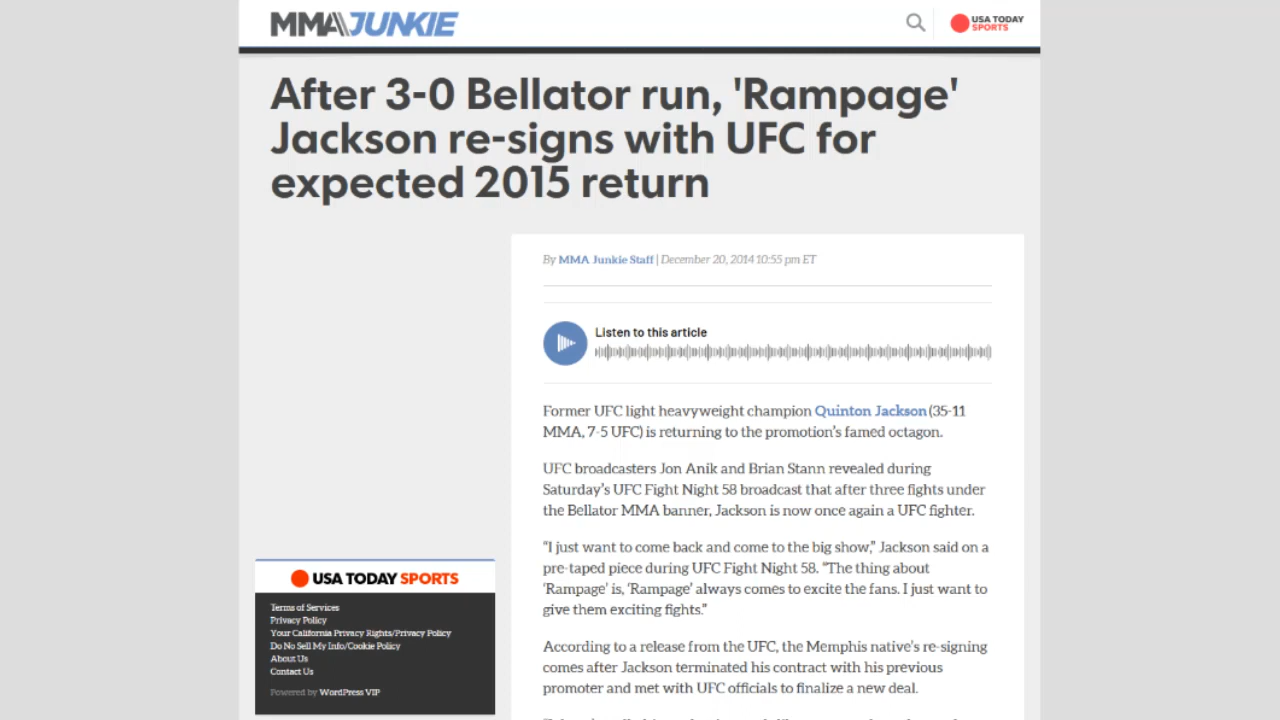 MMA JUNKIE
USA TODAY
SPORTS
After 3-0 Bellator run, 'Rampage'
Jackson re-signs with UFC for
expected 2015 return
By MMA Junkie Staff | December 20, 2014 10:55 pm ET
Listen to this article
Former UFC light heavyweight champion Quinton Jackson (35-11
MMA, 7-5 UFC) is returning to the promotion’s famed octagon.
UFC broadcasters Jon Anik and Brian Stann revealed during
Saturday’s UFC Fight Night 58 broadcast that after three fights under
the Bellator MMA banner, Jackson is now once again a UFC fighter.
“I just want to come back and come to the big show,” Jackson said on a
pre-taped piece during UFC Fight Night 58. “The thing about
‘Rampage’ is, ‘Rampage’ always comes to excite the fans. I just want to
give them exciting fights.”
According to a release from the UFC, the Memphis native’s re-signing
comes after Jackson terminated his contract with his previous
promoter and met with UFC officials to finalize a new deal.
USA TODAY SPORTS
Terms of Services
Privacy Policy
Your California Privacy Rights/Privacy Policy
Do No Sell My Info/Cookie Policy
About Us
Contact Us
Powered by WordPress VIP